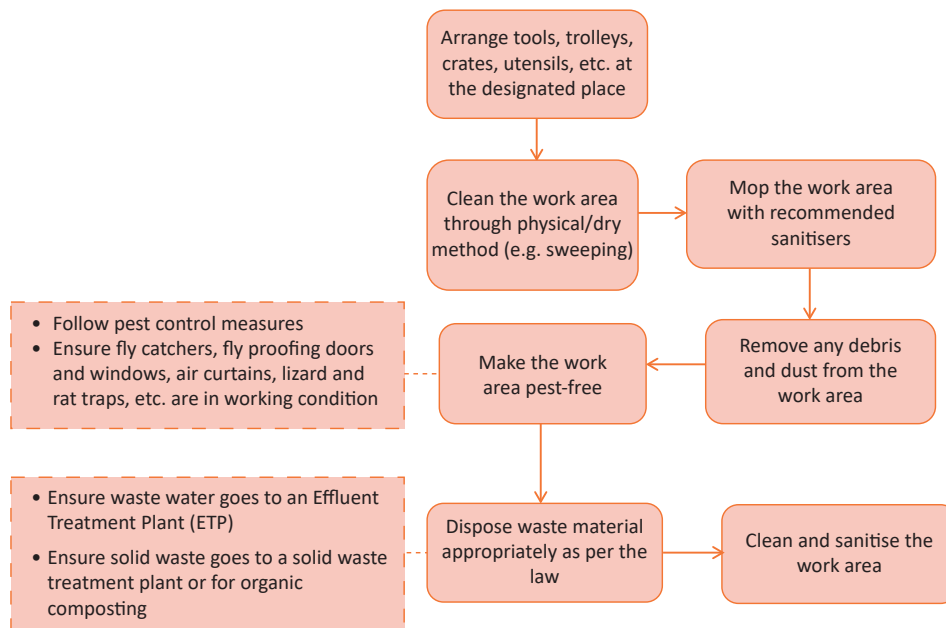 Arrange tools, trolleys,
crates, utensils, etc. at
the designated place
Clean the work area
through physical/dry
method (e.g. sweeping)
Mop the work area
with recommended
sanitisers
Remove any debris
and dust from the
work area
Make the work
area pest-free
• Follow pest control measures
• Ensure fly catchers, fly proofing doors
and windows, air curtains, lizard and
rat traps, etc. are in working condition
Dispose waste material
appropriately as per the
law
• Ensure waste water goes to an Effluent
Treatment Plant (ETP)
• Ensure solid waste goes to a solid waste
treatment plant or for organic
composting
Clean and sanitise the
work area